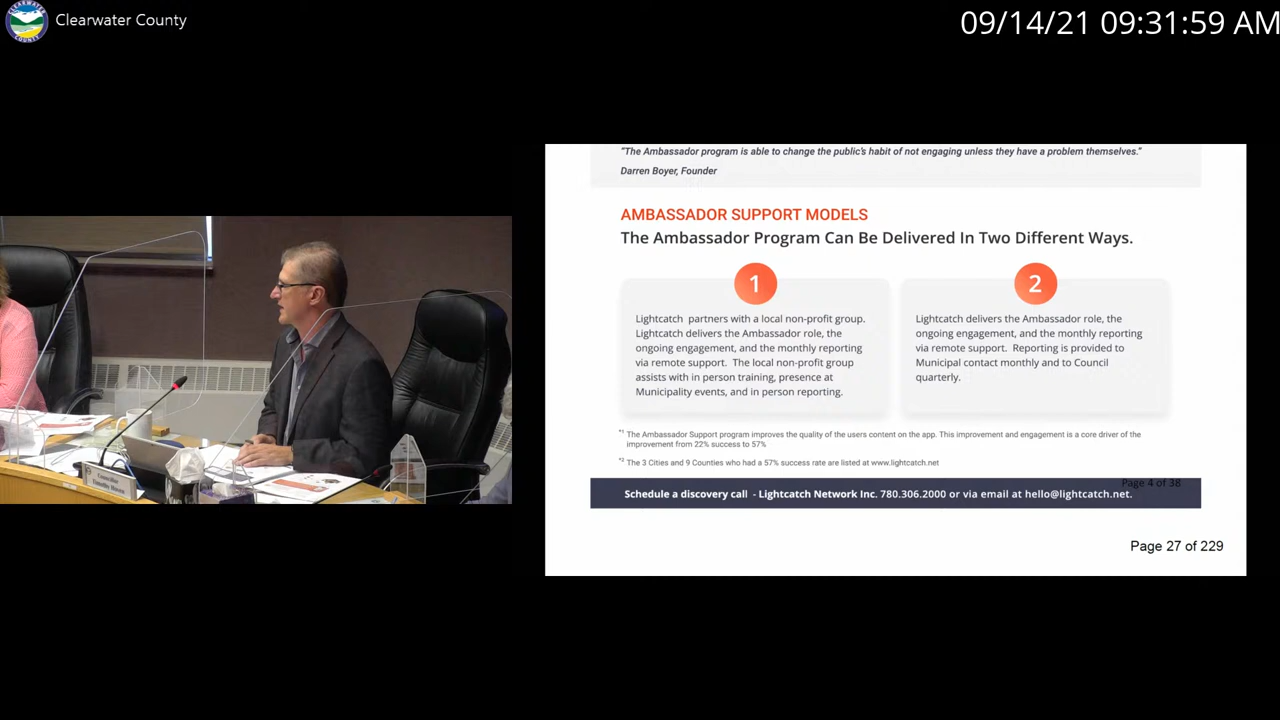 Clearwater County
09/14/21 09:31:59 AM
"The Ambassador program is able to change the public's habit of not engaging unless they have a problem themselves."
Darren Boyer, Founder
AMBASSADOR SUPPORT MODELS
The Ambassador Program Can Be Delivered In Two Different Ways.
1
Lightcatch partners with a local non-profit group.
Lightcatch delivers the Ambassador role, the
ongoing engagement, and the monthly reporting
via remote support. The local non-profit group
assists with in person training, presence at
Municipality events, and in person reporting.
2
Lightcatch delivers the Ambassador role, the
ongoing engagement, and the monthly reporting
via remote support. Reporting is provided to
Municipal contact monthly and to Council
quarterly.
*1 The Ambassador Support program improves the quality of the users content on the app. This improvement and engagement is a core driver of the
improvement from 22% success to 57%
*2 The 3 Cities and 9 Counties who had a 57% success rate are listed at www.lightcatch.net
Page 4 of 38
Schedule a discovery call - Lightcatch Network Inc. 780.306.2000 or via email at hello@lightcatch.net.
Page 27 of 229
Councillor